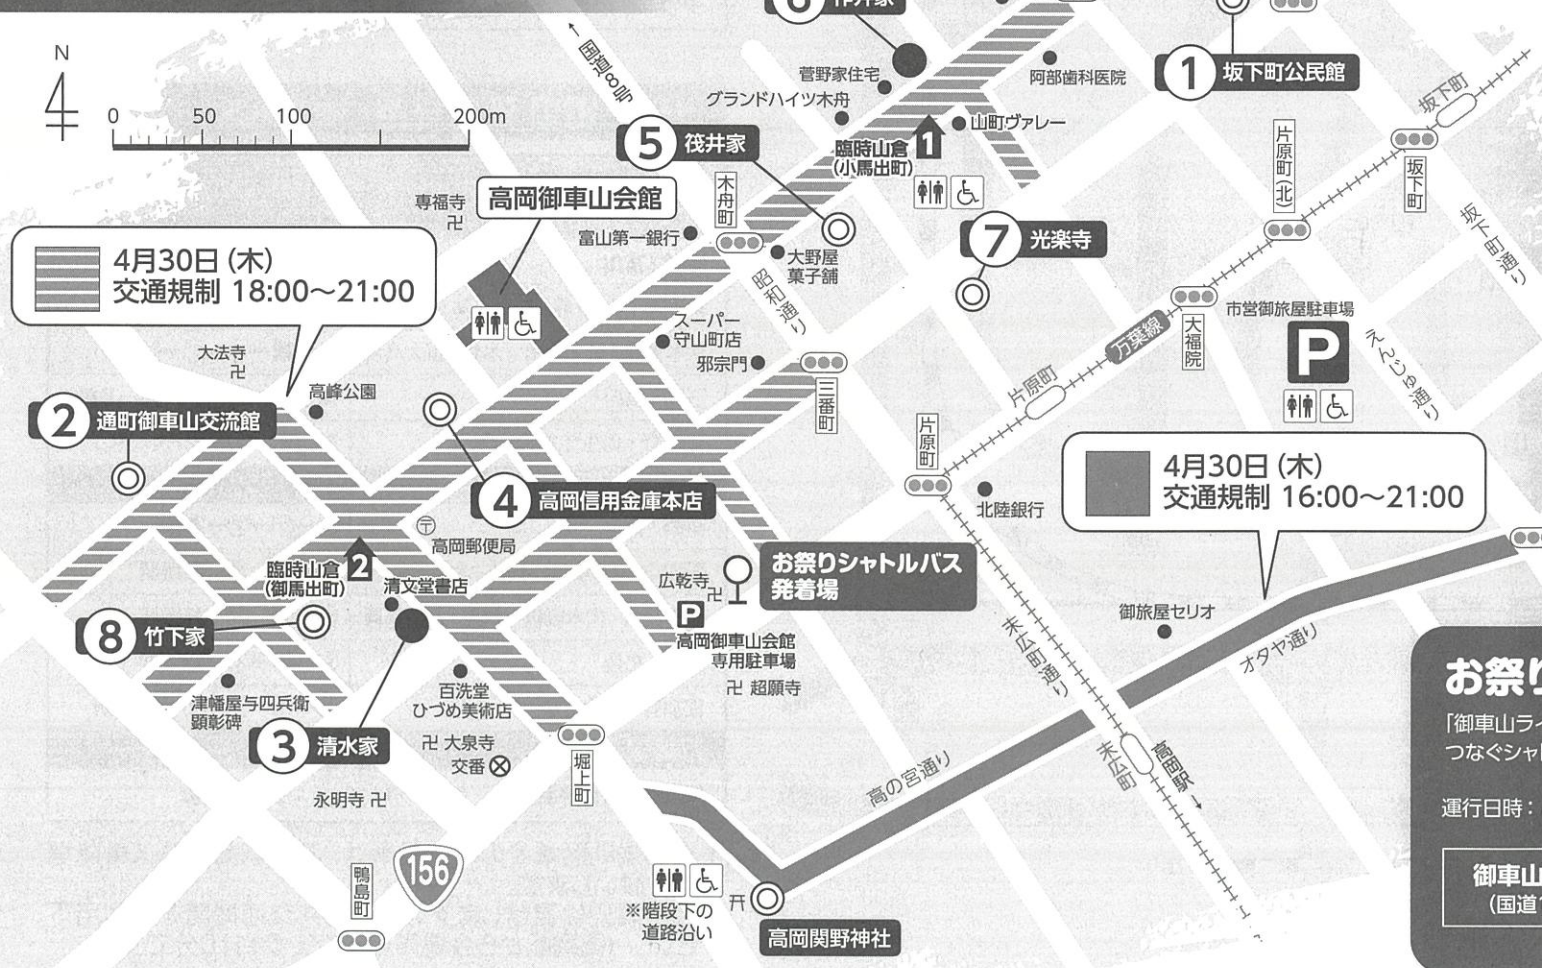 N
0 50 100 200m
←国道8号
菅野家住宅
グランドハイツ木舟
阿部歯科医院
1 坂下町公民館
坂下町
山町ヴァレー
5 筏井家
臨時山倉
(小馬出町)
1
片原町(北)
坂下町
坂下町通り
専福寺
高岡御車山会館
木舟町
富山第一銀行
大野屋
菓子舗
7 光楽寺
4月30日(木)
交通規制 18:00〜21:00
昭和通り
スーパー
守山町店
邪宗門
万葉線
大福院
市営御旅屋駐車場
P
えんじゅ通り
大法寺
高峰公園
2 通町御車山交流館
三番町
片原町
片原町
4 高岡信用金庫本店
北陸銀行
4月30日(木)
交通規制 16:00〜21:00
高岡郵便局
臨時山倉
(御馬出町)
2
清文堂書店
広乾寺
お祭りシャトルバス
発着場
P
高岡御車山会館
専用駐車場
超願寺
8 竹下家
御旅屋セリオ
末広町通り
オタヤ通り
津幡屋与四兵衛
顕彰碑
百洗堂
ひづめ美術店
3 清水家
大泉寺
交番
堀上町
永明寺
高の宮通り
末広町
高岡駅→
鴨島町
156
※階段下の
道路沿い
高岡関野神社
お祭り
「御車山ライ
つなぐシャ
運行日時：
御車山
(国道1